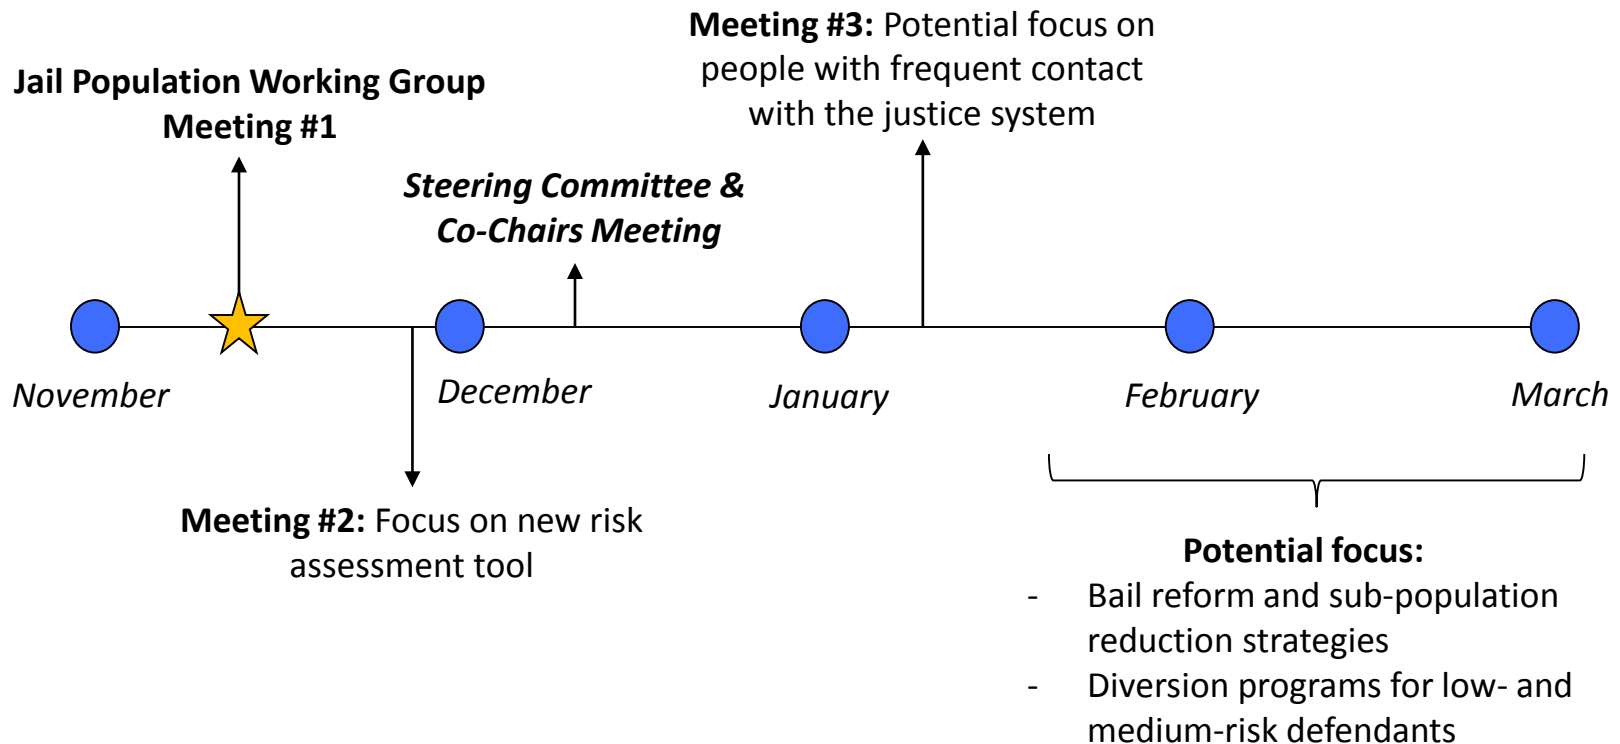 Meeting #3: Potential focus on
people with frequent contact
with the justice system
Jail Population Working Group
Meeting #1
Steering Committee &
Co-Chairs Meeting
November
December
January
February
March
Meeting #2: Focus on new risk
assessment tool
Potential focus:
- Bail reform and sub-population
reduction strategies
- Diversion programs for low- and
medium-risk defendants